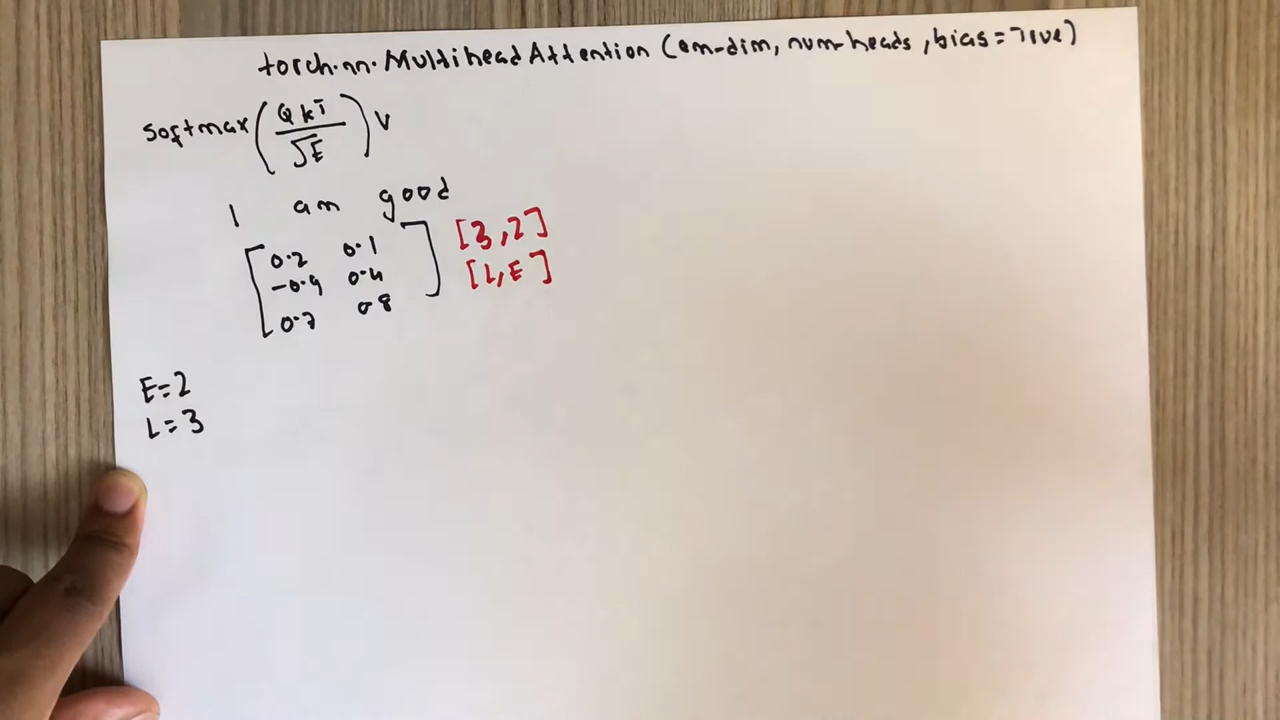 torch.nn.MultiheadAttention (em-dim, num-heads, bias=True)
Softmax(QKT/√E)V
I am good
[3,2]
0.2 0.1
[L,E]
-0.9 0.4
0.7 0.8
E=2
L=3